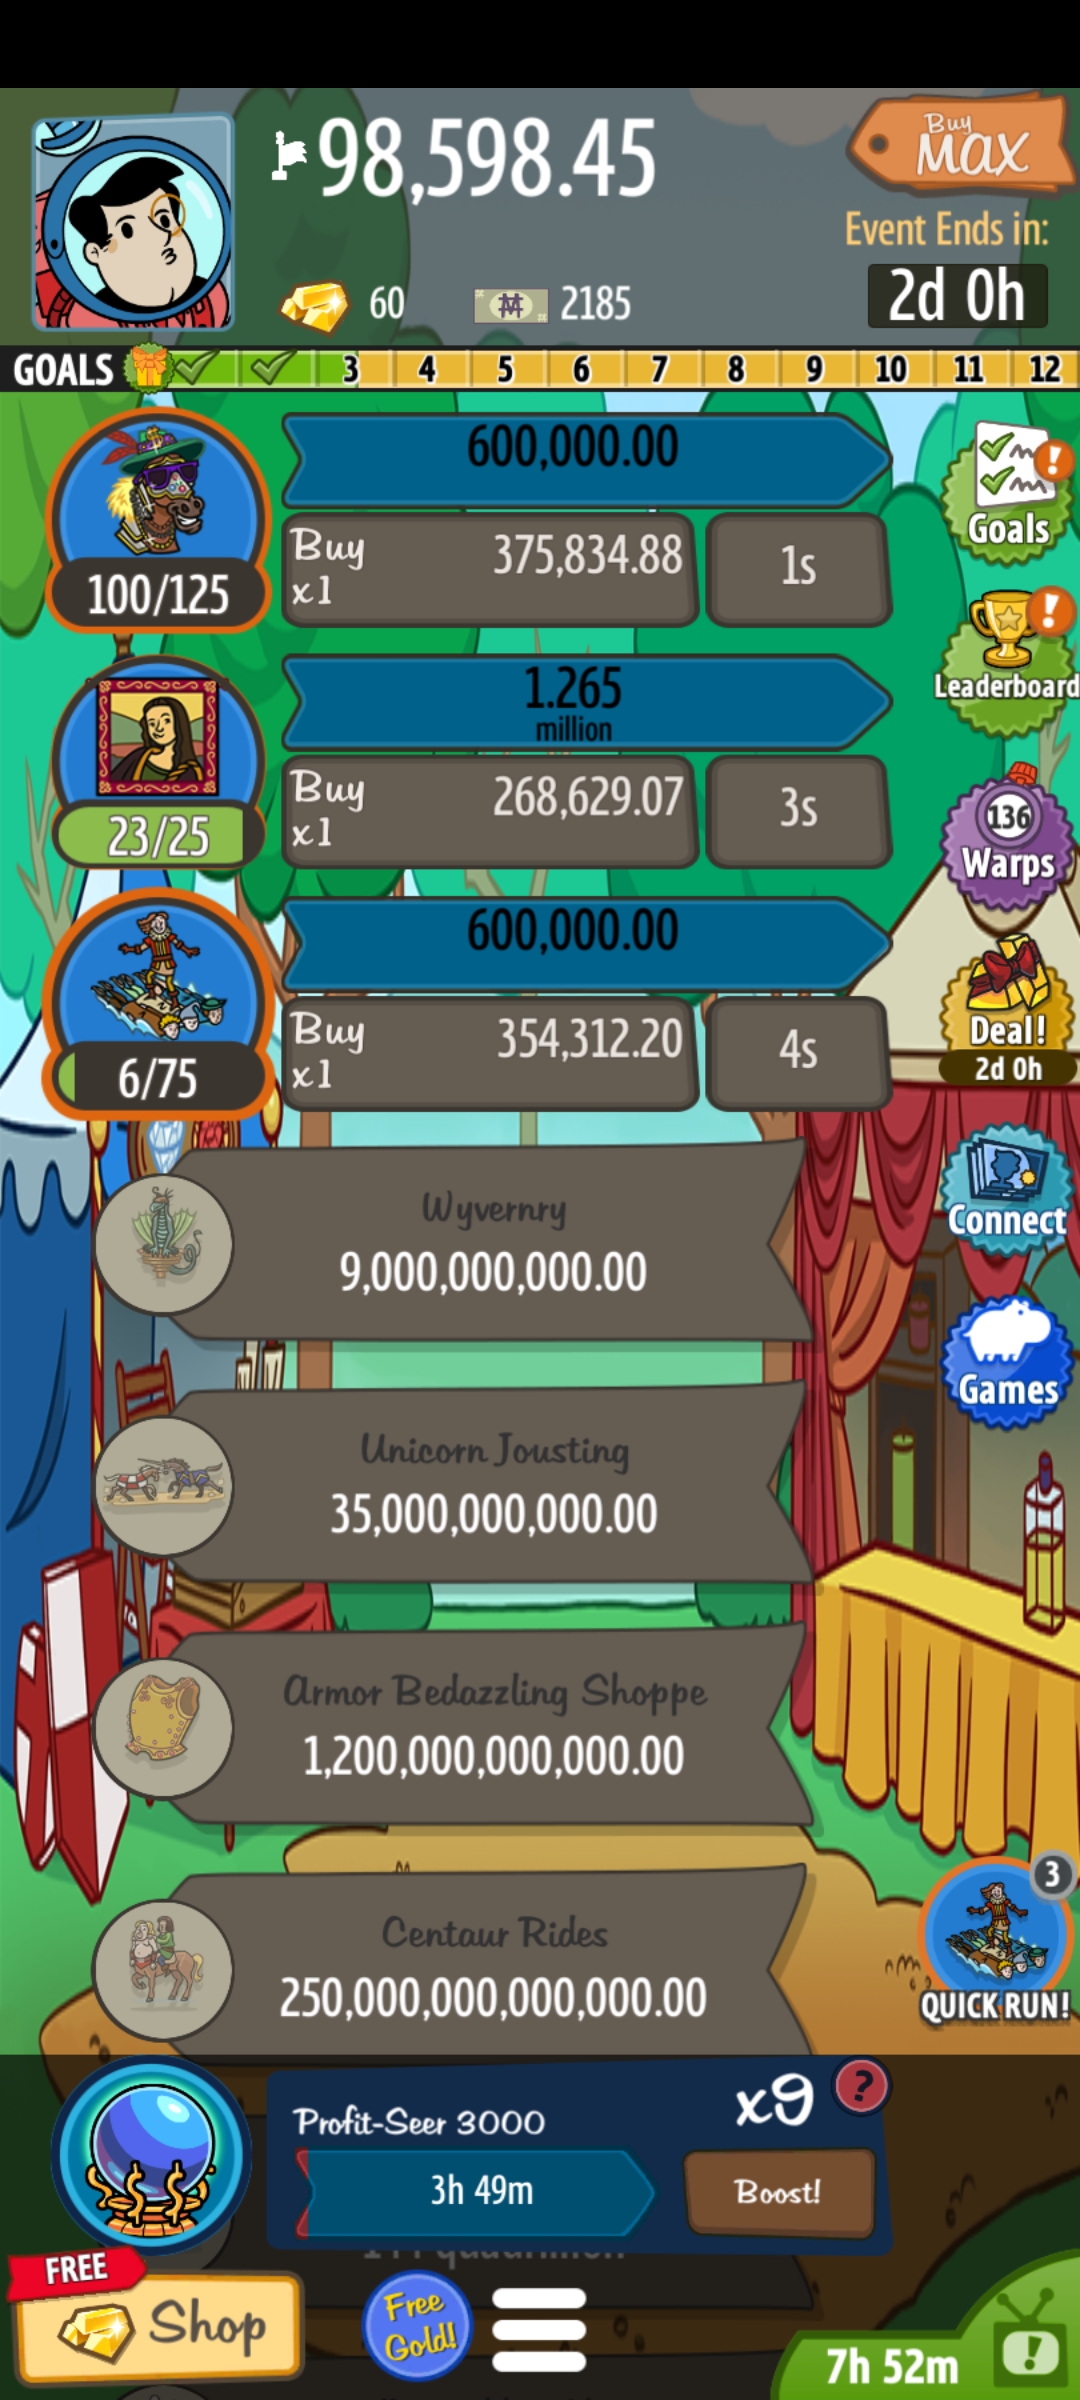 98,598.45
Buy
MAX
Event Ends in:
60
2185
2d 0h
GOALS 3 4 5 6 7 8 9 10 11 12
600,000.00
100/125
Buy
x1
375,834.88
1s
Goals
1.265
million
23/25
Buy
x1
268,629.07
3s
Leaderboard
136
Warps
600,000.00
6/75
Buy
x1
354,312.20
4s
Deal!
2d 0h
Wyvernry
9,000,000,000.00
Connect
Unicorn Jousting
35,000,000,000.00
Games
Armor Bedazzling Shoppe
1,200,000,000,000.00
Centaur Rides
250,000,000,000,000.00
3
QUICK RUN!
Profit-Seer 3000
x9
?
3h 49m
Boost!
FREE
Shop
Free
Gold!
7h 52m